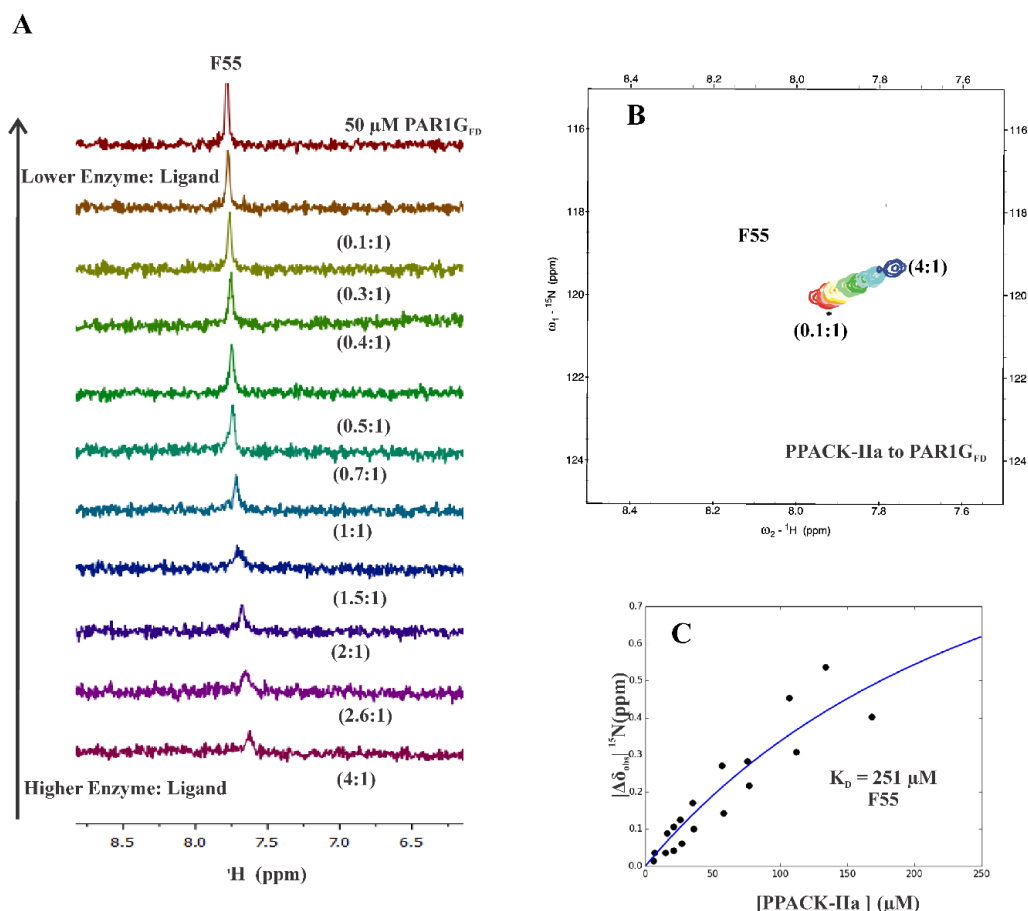 A
F55
50 µM PAR1G_FD
Lower Enzyme: Ligand
(0.1:1)
(0.3:1)
(0.4:1)
(0.5:1)
(0.7:1)
(1:1)
(1.5:1)
(2:1)
(2.6:1)
(4:1)
Higher Enzyme: Ligand
8.5 8.0 7.5 7.0 6.5
¹H (ppm)
8.4 8.2 8.0 7.8 7.6
B
116 116
118 118
F55
(4:1)
120 120
(0.1:1)
122 122
PPACK-IIa to PAR1G_FD
124 124
ω₁ - ¹⁵N (ppm)
8.4 8.2 8.0 7.8 7.6
ω₂ - ¹H (ppm)
C
0.7
0.6
0.5
0.4
0.3
0.2
0.1
0.0
|Δδ_obs| ¹⁵N(ppm)
K_D = 251 µM
F55
0 50 100 150 200 250
[PPACK-IIa ] (µM)